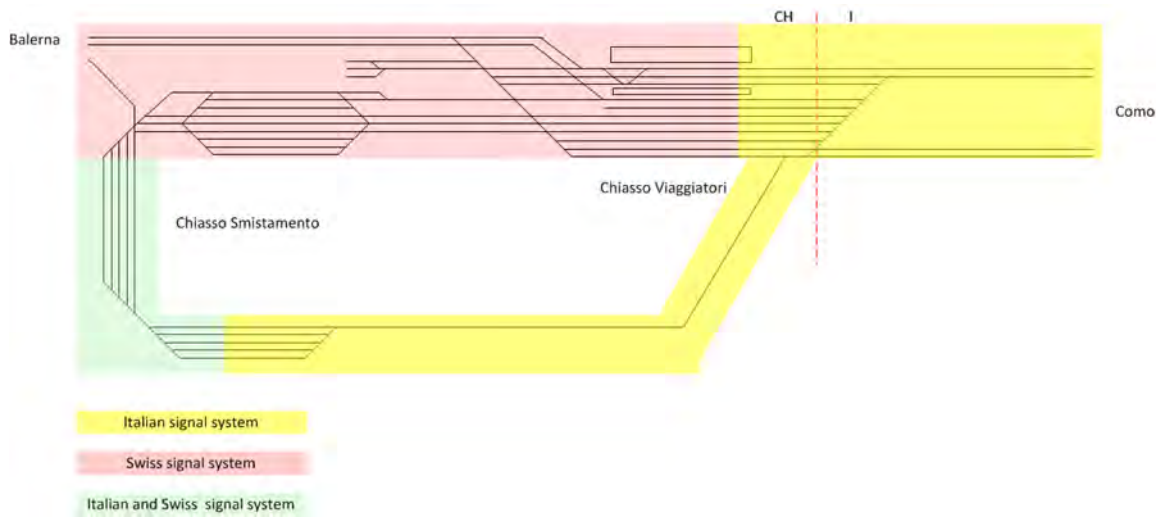 CH
I
Balerna
Como
Chiasso Viaggiatori
Chiasso Smistamento
Italian signal system
Swiss signal system
Italian and Swiss signal system